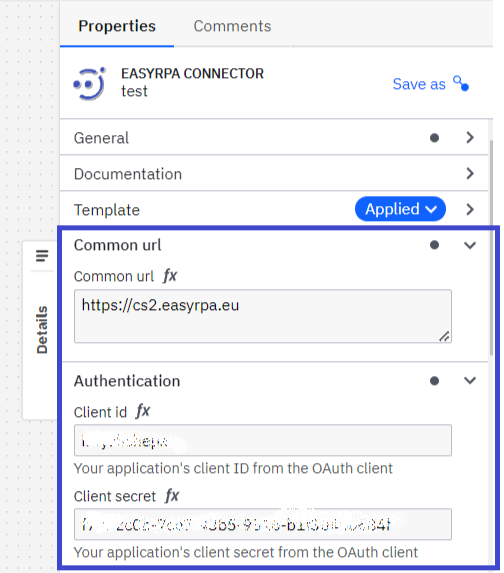 Properties Comments
EASYRPA CONNECTOR
test
Save as
General
Documentation
Template
Applied
Details
Common url
Common url fx
https://cs2.easyrpa.eu
Authentication
Client id fx
Your application's client ID from the OAuth client
Client secret fx
Your application's client secret from the OAuth client